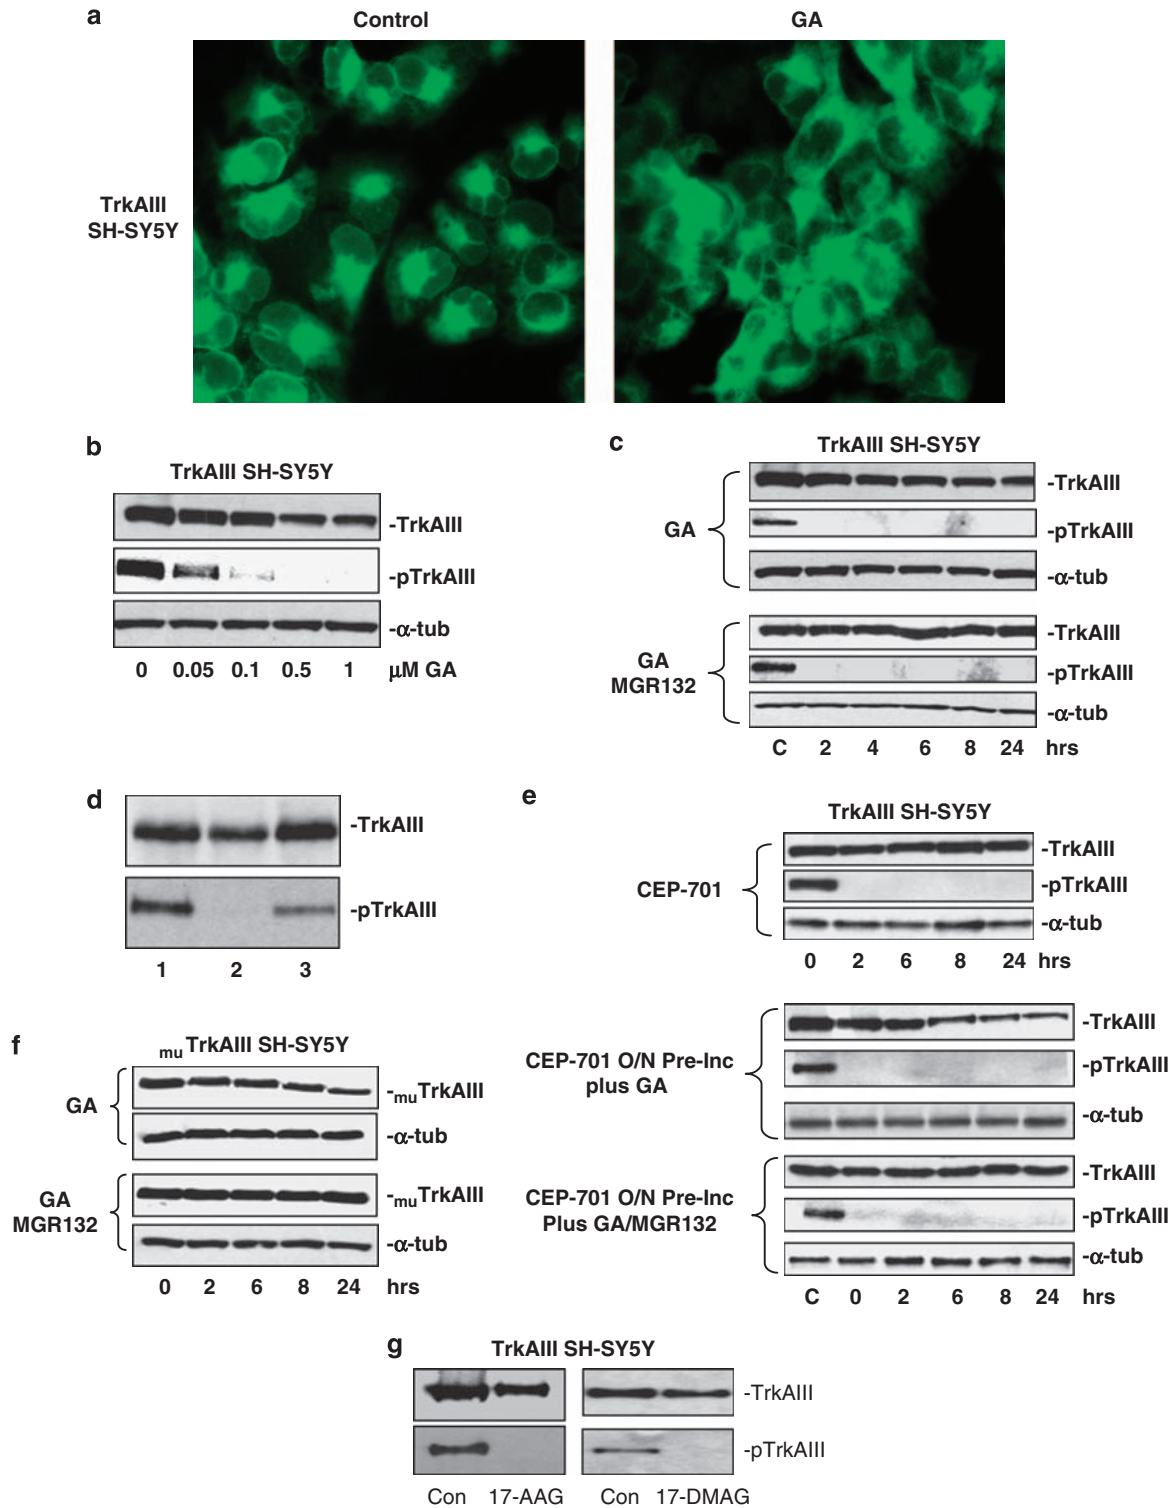 a
Control
GA
TrkAIII
SH-SY5Y
b
TrkAIII SH-SY5Y
-TrkAIII
-pTrkAIII
-α-tub
0 0.05 0.1 0.5 1 μM GA
c
TrkAIII SH-SY5Y
GA
-TrkAIII
-pTrkAIII
-α-tub
GA
MGR132
-TrkAIII
-pTrkAIII
-α-tub
C 2 4 6 8 24 hrs
d
-TrkAIII
-pTrkAIII
1 2 3
e
TrkAIII SH-SY5Y
CEP-701
-TrkAIII
-pTrkAIII
-α-tub
0 2 6 8 24 hrs
CEP-701 O/N Pre-Inc
plus GA
-TrkAIII
-pTrkAIII
-α-tub
CEP-701 O/N Pre-Inc
Plus GA/MGR132
-TrkAIII
-pTrkAIII
-α-tub
C 0 2 6 8 24 hrs
f
muTrkAIII SH-SY5Y
GA
-muTrkAIII
-α-tub
GA
MGR132
-muTrkAIII
-α-tub
0 2 6 8 24 hrs
g
TrkAIII SH-SY5Y
-TrkAIII
-pTrkAIII
Con 17-AAG Con 17-DMAG